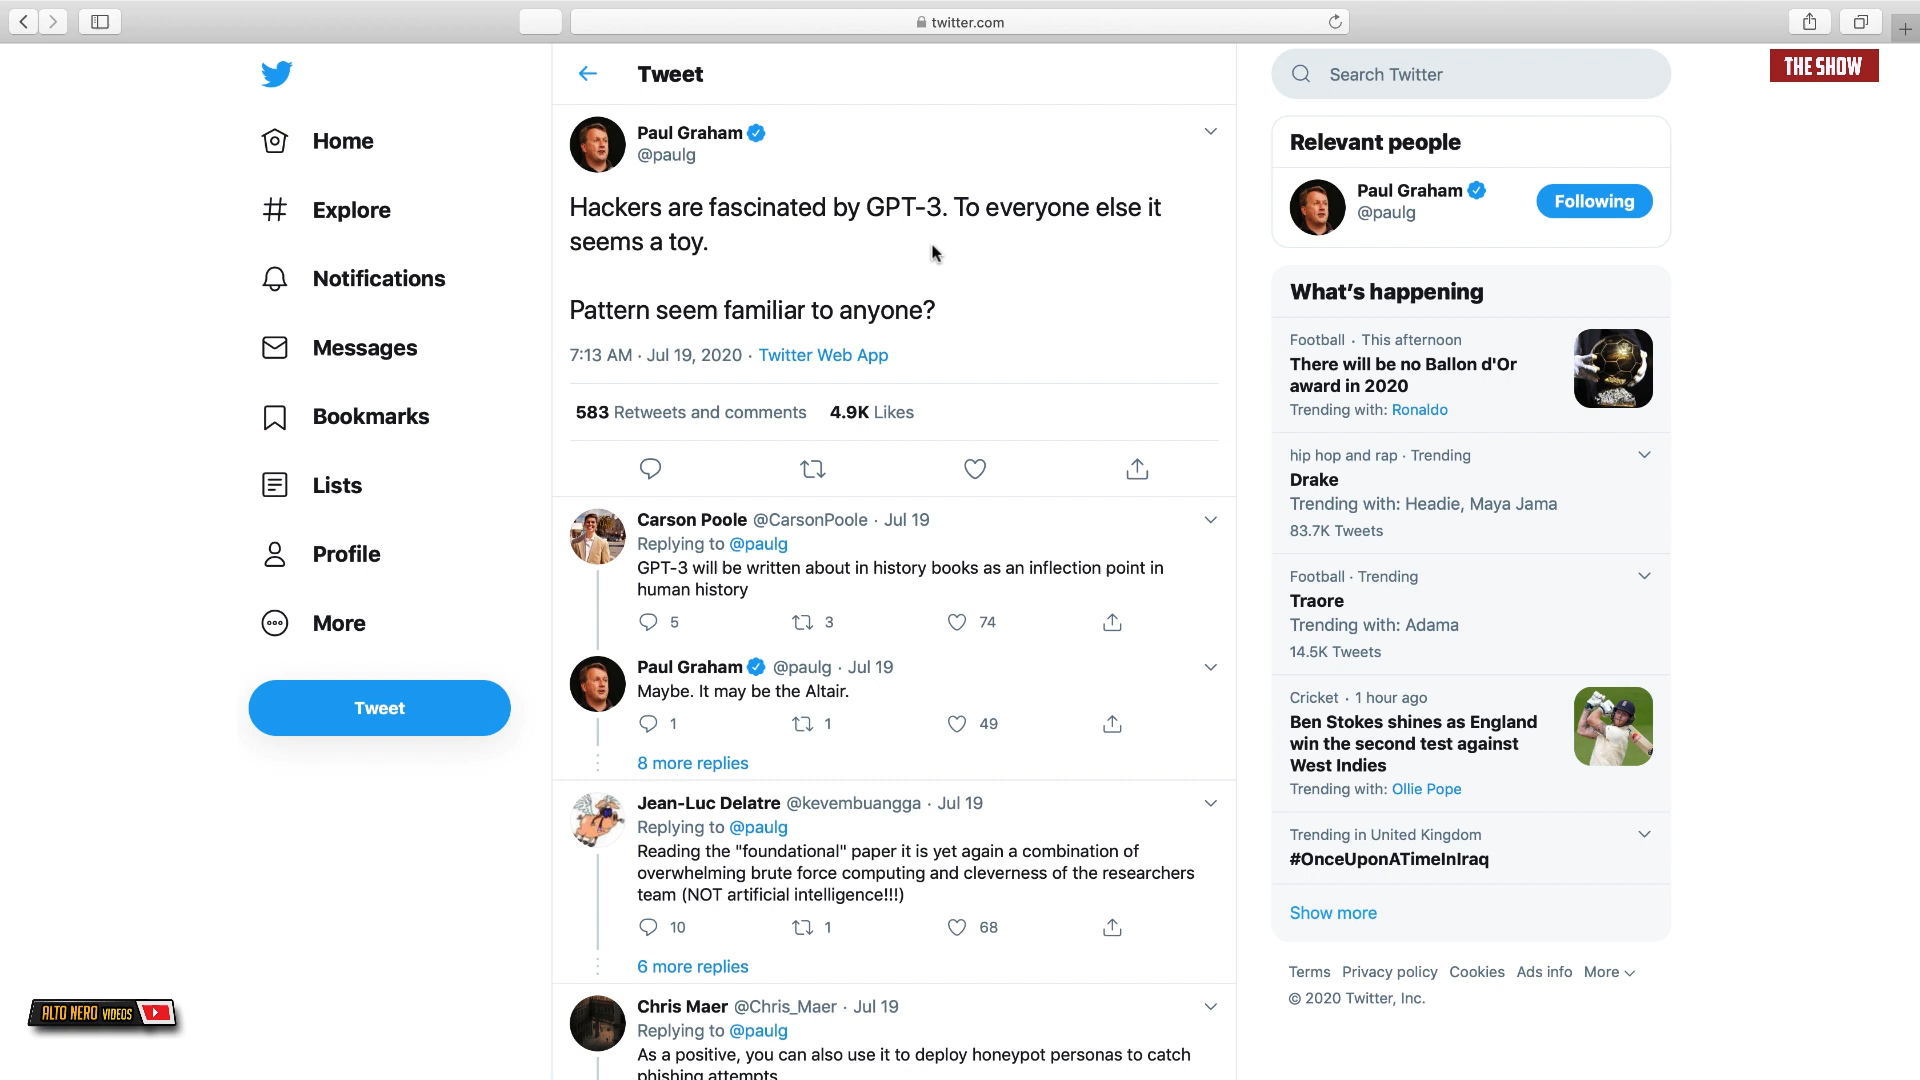 twitter.com
THE SHOW
Home
Explore
Notifications
Messages
Bookmarks
Lists
Profile
More
Tweet
ALTO NERO VIDEOS
Tweet
Paul Graham
@paulg
Hackers are fascinated by GPT-3. To everyone else it
seems a toy.
Pattern seem familiar to anyone?
7:13 AM · Jul 19, 2020 · Twitter Web App
583 Retweets and comments 4.9K Likes
Carson Poole @CarsonPoole · Jul 19
Replying to @paulg
GPT-3 will be written about in history books as an inflection point in
human history
5 3 74
Paul Graham @paulg · Jul 19
Maybe. It may be the Altair.
1 1 49
8 more replies
Jean-Luc Delatre @kevembuangga · Jul 19
Replying to @paulg
Reading the "foundational" paper it is yet again a combination of
overwhelming brute force computing and cleverness of the researchers
team (NOT artificial intelligence!!!)
10 1 68
6 more replies
Chris Maer @Chris_Maer · Jul 19
Replying to @paulg
As a positive, you can also use it to deploy honeypot personas to catch
phishing attempts
Search Twitter
Relevant people
Paul Graham
@paulg
Following
What's happening
Football · This afternoon
There will be no Ballon d'Or
award in 2020
Trending with: Ronaldo
hip hop and rap · Trending
Drake
Trending with: Headie, Maya Jama
83.7K Tweets
Football · Trending
Traore
Trending with: Adama
14.5K Tweets
Cricket · 1 hour ago
Ben Stokes shines as England
win the second test against
West Indies
Trending with: Ollie Pope
Trending in United Kingdom
#OnceUponATimeInIraq
Show more
Terms Privacy policy Cookies Ads info More
© 2020 Twitter, Inc.